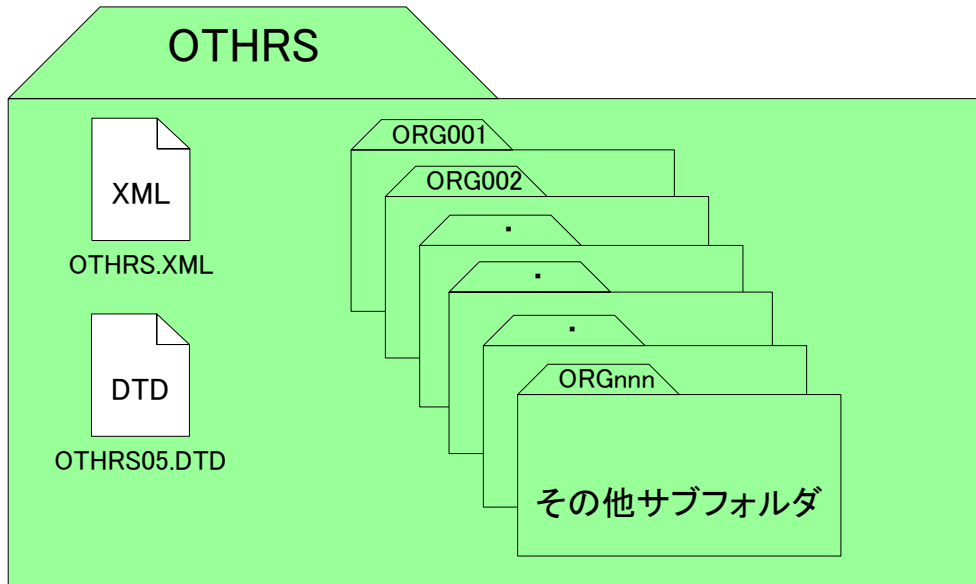 OTHRS
XML
OTHRS.XML
DTD
OTHRS05.DTD
ORG001
ORG002
.
.
.
ORGnnn
その他サブフォルダ